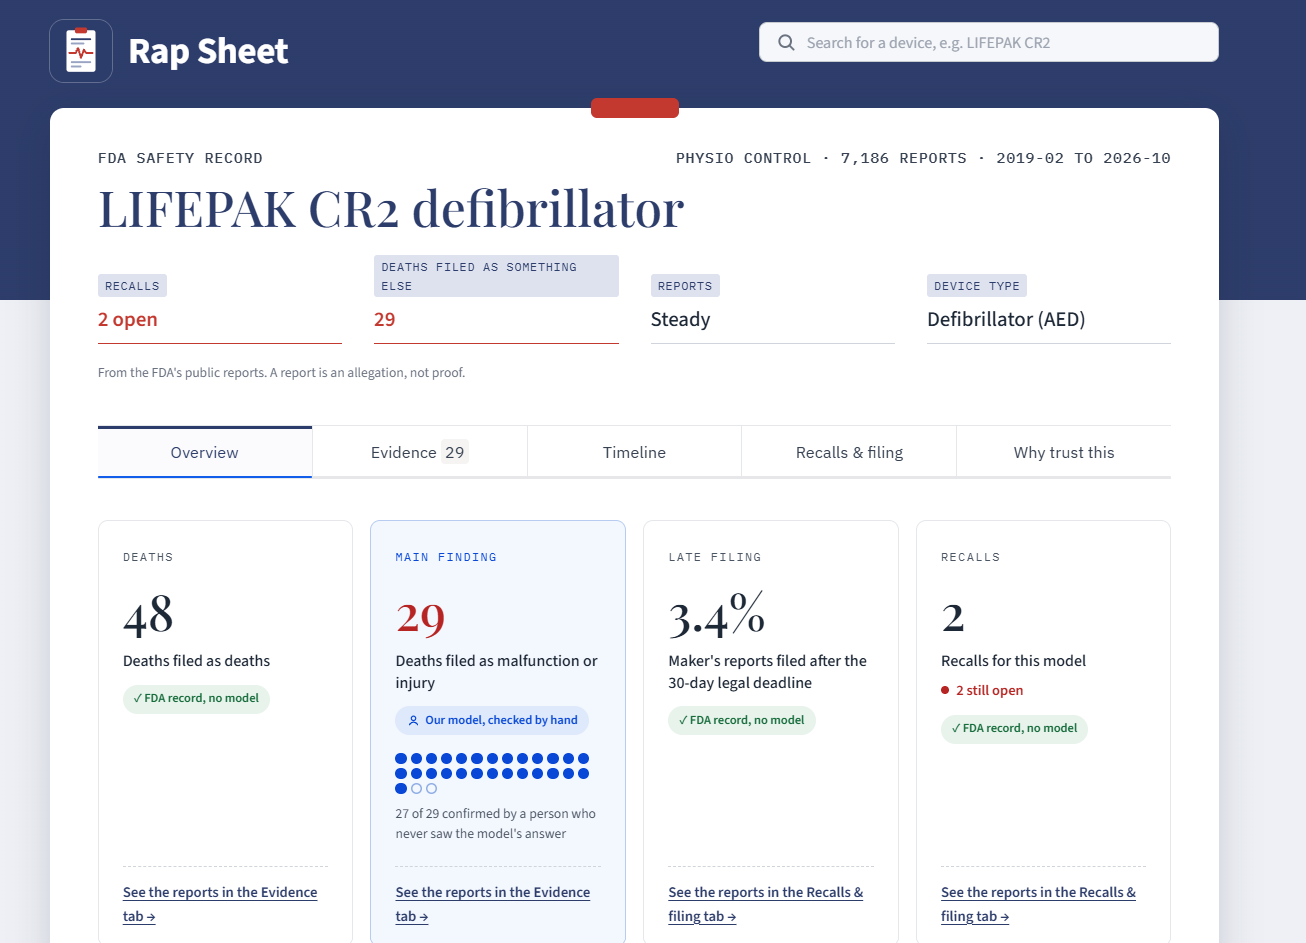 Rap Sheet
Search for a device, e.g. LIFEPAK CR2
FDA SAFETY RECORD
PHYSIO CONTROL · 7,186 REPORTS · 2019-02 TO 2026-10
LIFEPAK CR2 defibrillator
RECALLS
2 open
DEATHS FILED AS SOMETHING
ELSE
29
REPORTS
Steady
DEVICE TYPE
Defibrillator (AED)
From the FDA's public reports. A report is an allegation, not proof.
Overview
Evidence 29
Timeline
Recalls & filing
Why trust this
DEATHS
48
Deaths filed as deaths
✓ FDA record, no model
See the reports in the Evidence
tab →
MAIN FINDING
29
Deaths filed as malfunction or
injury
Our model, checked by hand
27 of 29 confirmed by a person who
never saw the model's answer
See the reports in the Evidence
tab →
LATE FILING
3.4%
Maker's reports filed after the
30-day legal deadline
✓ FDA record, no model
See the reports in the Recalls &
filing tab →
RECALLS
2
Recalls for this model
2 still open
✓ FDA record, no model
See the reports in the Recalls &
filing tab →